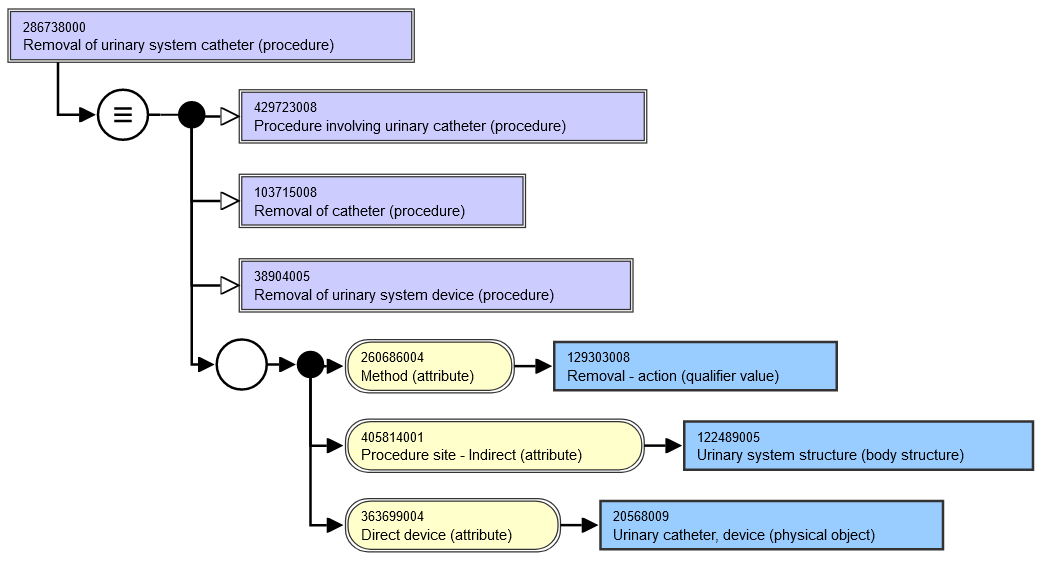 286738000
Removal of urinary system catheter (procedure)
429723008
Procedure involving urinary catheter (procedure)
103715008
Removal of catheter (procedure)
38904005
Removal of urinary system device (procedure)
260686004
Method (attribute)
129303008
Removal - action (qualifier value)
405814001
Procedure site - Indirect (attribute)
122489005
Urinary system structure (body structure)
363699004
Direct device (attribute)
20568009
Urinary catheter, device (physical object)